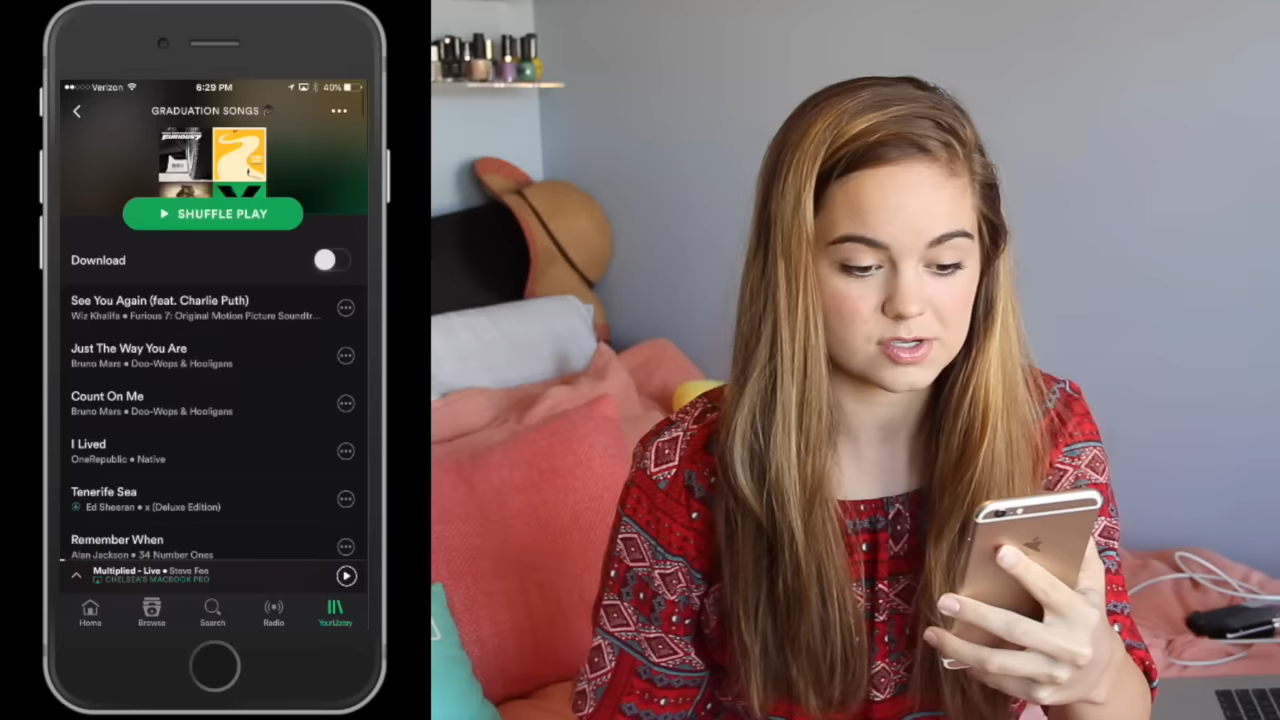 Verizon 6:29 PM 40%
GRADUATION SONGS
FURIOUS7
SHUFFLE PLAY
Download
See You Again (feat. Charlie Puth)
Wiz Khalifa • Furious 7: Original Motion Picture Soundtr...
Just The Way You Are
Bruno Mars • Doo-Wops & Hooligans
Count On Me
Bruno Mars • Doo-Wops & Hooligans
I Lived
OneRepublic • Native
Tenerife Sea
Ed Sheeran • x (Deluxe Edition)
Remember When
Alan Jackson • 34 Number Ones
Multiplied - Live • Steve Fee
CHELSEA'S MACBOOK PRO
Home Browse Search Radio Your Library